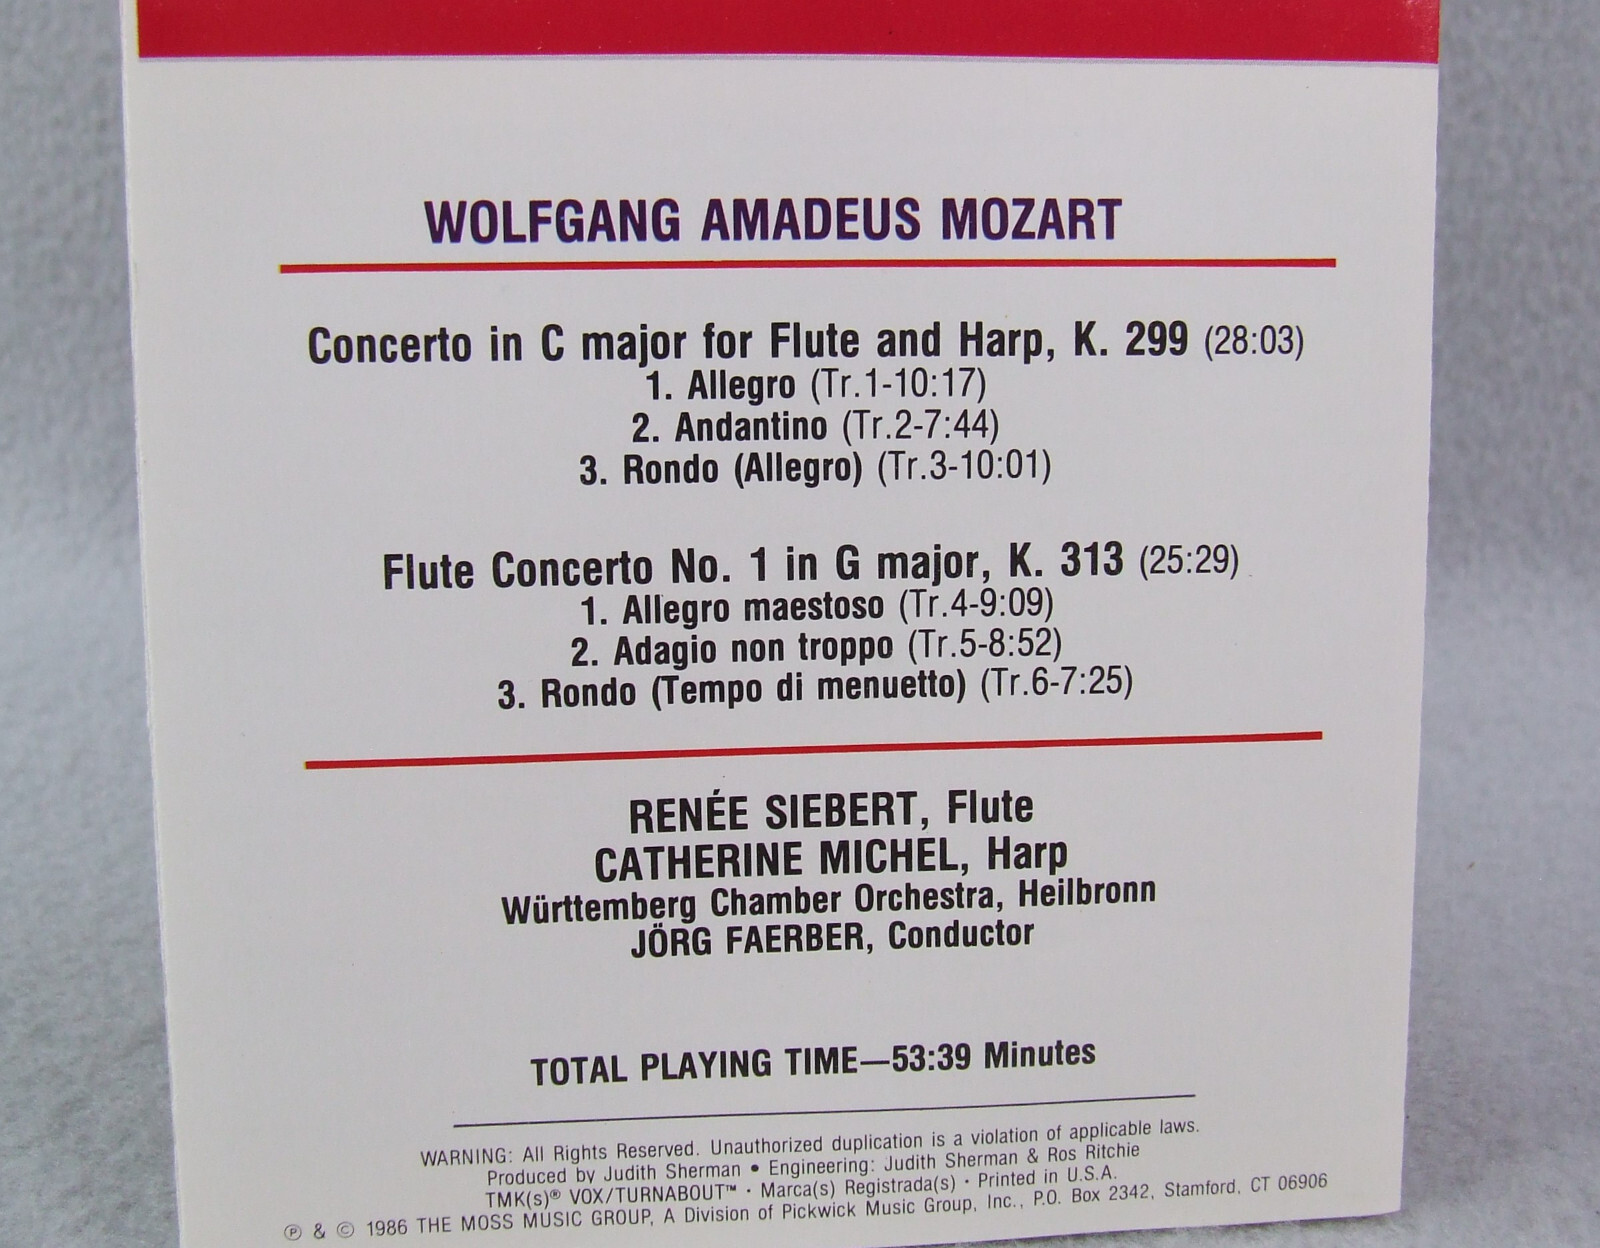 WOLFGANG AMADEUS MOZART
Concerto in C major for Flute and Harp, K. 299 (28:03)
1. Allegro (Tr.1-10:17)
2. Andantino (Tr.2-7:44)
3. Rondo (Allegro) (Tr.3-10:01)
Flute Concerto No. 1 in G major, K. 313 (25:29)
1. Allegro maestoso (Tr.4-9:09)
2. Adagio non troppo (Tr.5-8:52)
3. Rondo (Tempo di menuetto) (Tr.6-7:25)
RENÉE SIEBERT, Flute
CATHERINE MICHEL, Harp
Württemberg Chamber Orchestra, Heilbronn
JÖRG FAERBER, Conductor
TOTAL PLAYING TIME—53:39 Minutes
WARNING: All Rights Reserved. Unauthorized duplication is a violation of applicable laws.
Produced by Judith Sherman • Engineering: Judith Sherman & Ros Ritchie
TMK(s)® VOX/TURNABOUT™ · Marca(s) Registrada(s) · Printed in U.S.A.
℗ & © 1986 THE MOSS MUSIC GROUP, A Division of Pickwick Music Group, Inc., P.O. Box 2342, Stamford, CT 06906